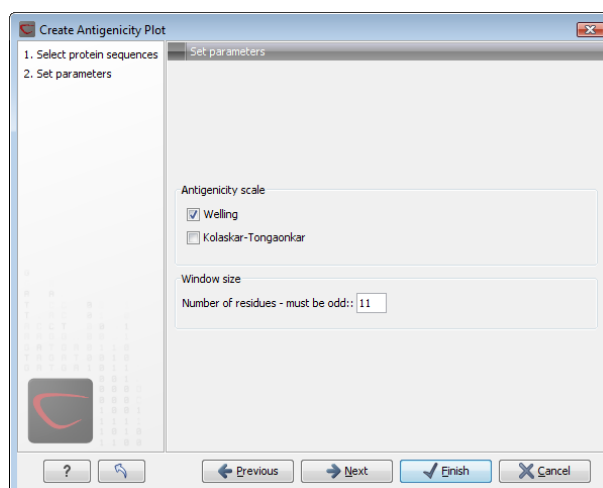 Create Antigenicity Plot
1. Select protein sequences
2. Set parameters
Set parameters
Antigenicity scale
Welling
Kolaskar-Tongaonkar
Window size
Number of residues - must be odd:: 11
?
Previous
Next
Finish
Cancel